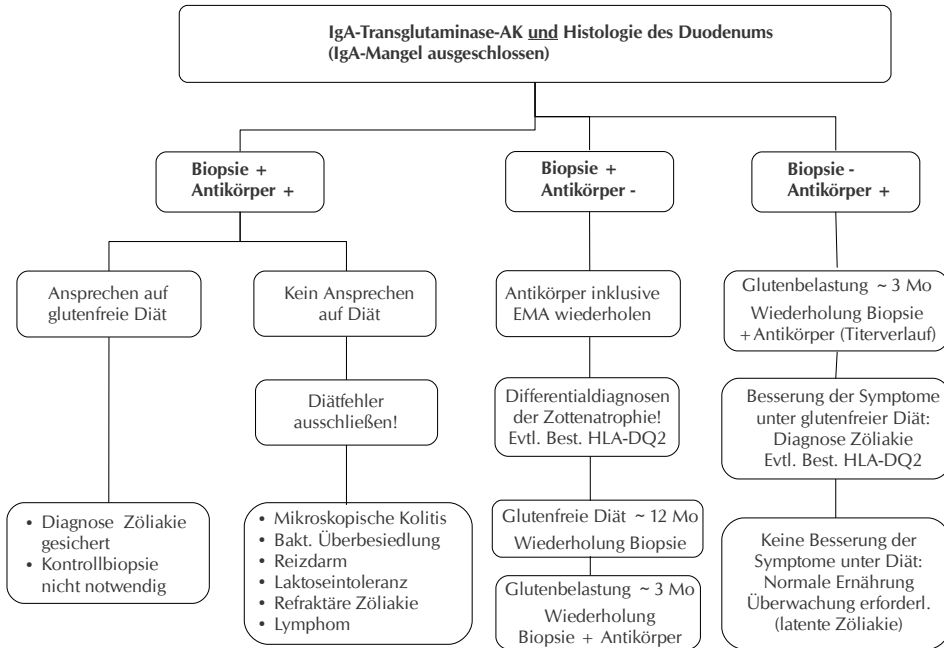 IgA-Transglutaminase-AK und Histologie des Duodenums
(IgA-Mangel ausgeschlossen)
Biopsie +
Antikörper +
Biopsie +
Antikörper -
Biopsie -
Antikörper +
Ansprechen auf
glutenfreie Diät
Kein Ansprechen
auf Diät
Antikörper inklusive
EMA wiederholen
Glutenbelastung ~ 3 Mo
Wiederholung Biopsie
+Antikörper (Titerverlauf)
Diätfehler
ausschließen!
Differentialdiagnosen
der Zottenatrophie!
Evtl. Best. HLA-DQ2
Besserung der Symptome
unter glutenfreier Diät:
Diagnose Zöliakie
Evtl. Best. HLA-DQ2
• Diagnose Zöliakie
gesichert
• Kontrollbiopsie
nicht notwendig
• Mikroskopische Kolitis
• Bakt. Überbesiedlung
• Reizdarm
• Laktoseintoleranz
• Refraktäre Zöliakie
• Lymphom
Glutenfreie Diät ~ 12 Mo
Wiederholung Biopsie
Glutenbelastung ~ 3 Mo
Wiederholung
Biopsie + Antikörper
Keine Besserung der
Symptome unter Diät:
Normale Ernährung
Überwachung erforderl.
(latente Zöliakie)